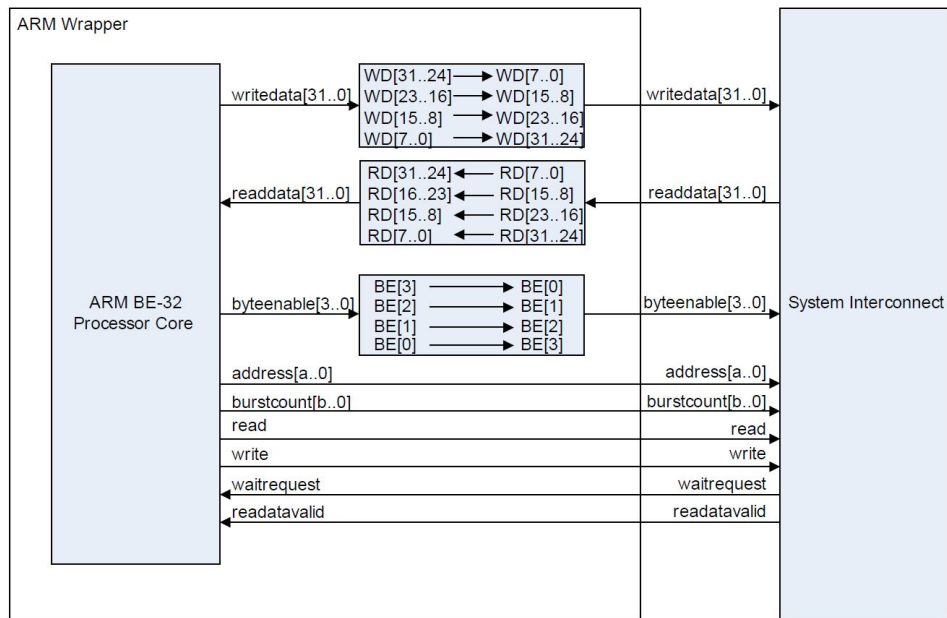 ARM Wrapper
ARM BE-32
Processor Core
writedata[31..0]
WD[31..24] WD[7..0]
WD[23..16] WD[15..8]
WD[15..8] WD[23..16]
WD[7..0] WD[31..24]
writedata[31..0]
readdata[31..0]
RD[31..24] RD[7..0]
RD[16..23] RD[15..8]
RD[15..8] RD[23..16]
RD[7..0] RD[31..24]
readdata[31..0]
byteenable[3..0]
BE[3] BE[0]
BE[2] BE[1]
BE[1] BE[2]
BE[0] BE[3]
byteenable[3..0]
System Interconnect
address[a..0] address[a..0]
burstcount[b..0] burstcount[b..0]
read read
write write
waitrequest waitrequest
readatavalid readatavalid